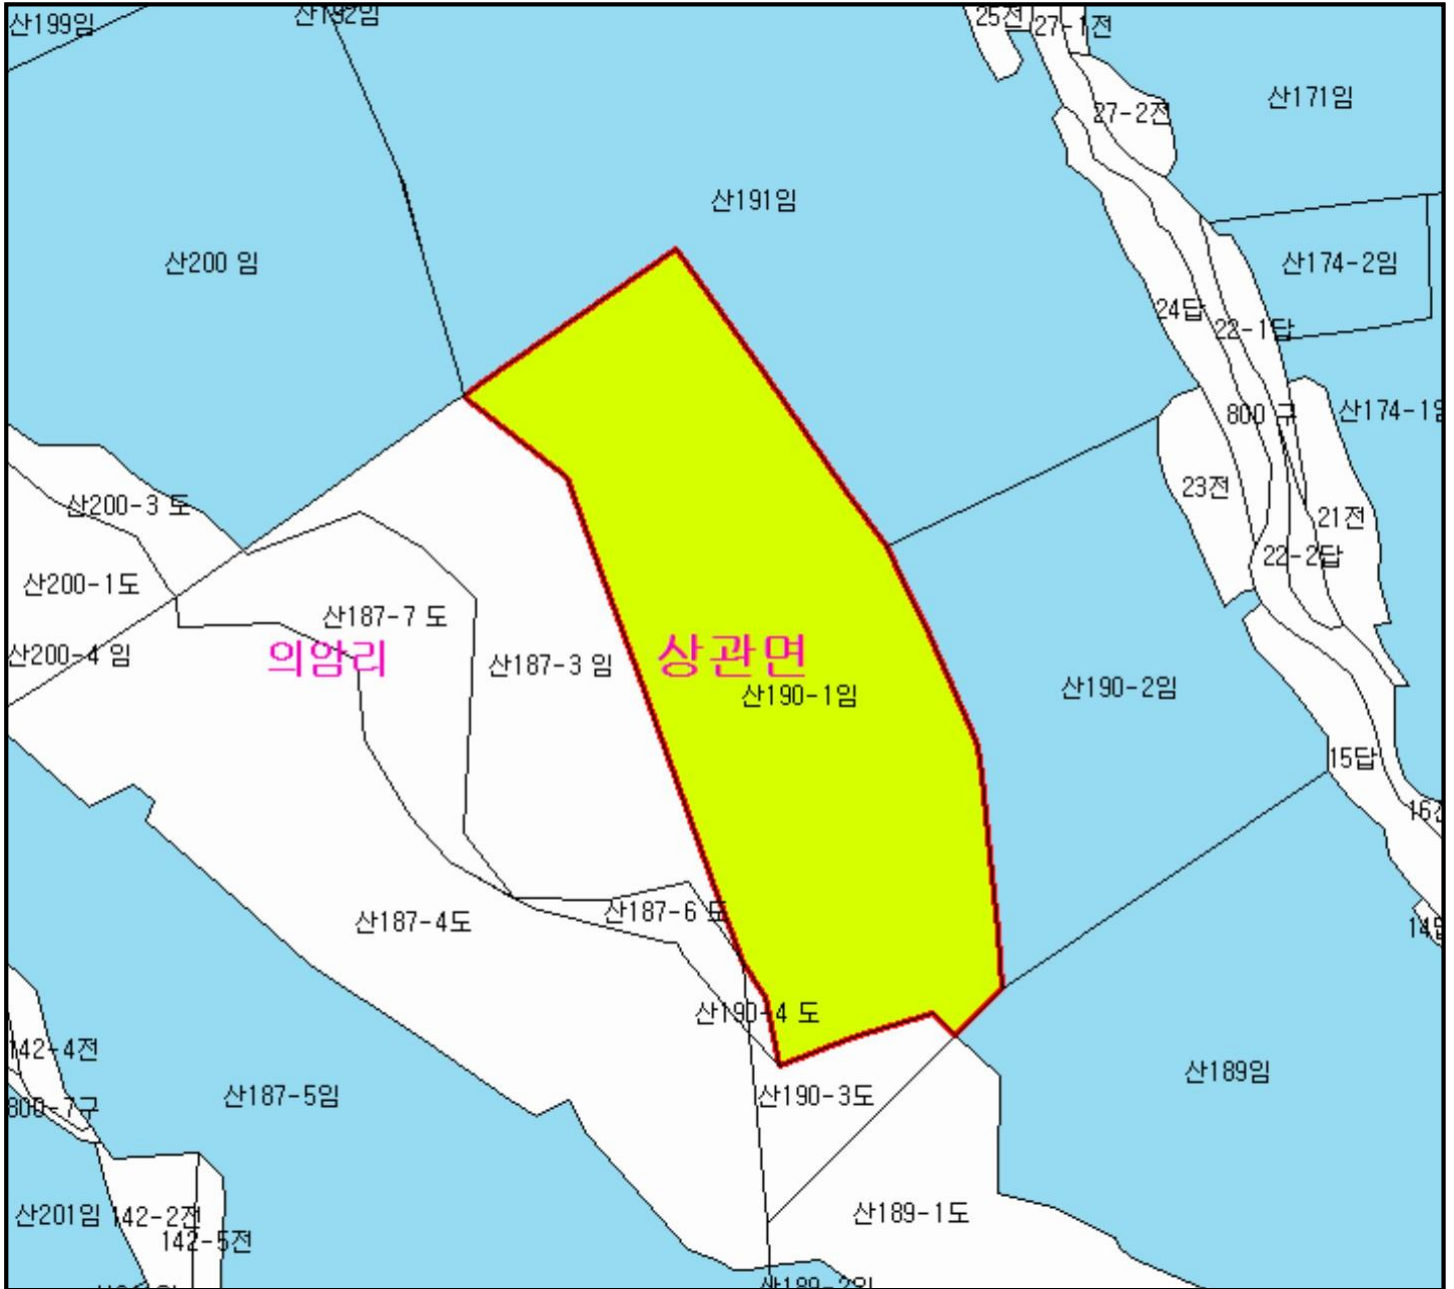 산199임
산192임
25전
27-1전
산171임
27-2전
산191임
산200 임
산174-2임
24답
22-1답
800 구
산174-1임
산200-3 도
23전
21전
22-2답
산200-1도
산187-7 도
산200-4 임
의암리
산187-3 임
상관면
산190-1임
산190-2임
15답
산187-6 도
산187-4도
산190-4 도
142-4전
산189임
산187-5임
산190-3도
800-7구
산201임
142-2전
산189-1도
142-5전
산189-2임